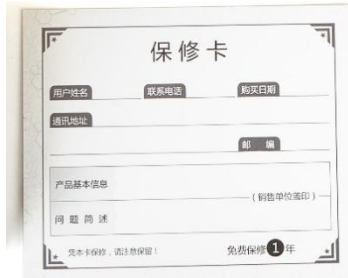 保修卡
用户姓名 联系电话 购买日期
通讯地址
邮 编
产品基本信息
(销售单位盖印)
问题简述
凭本卡保修,请注意保留! 免费保修1年